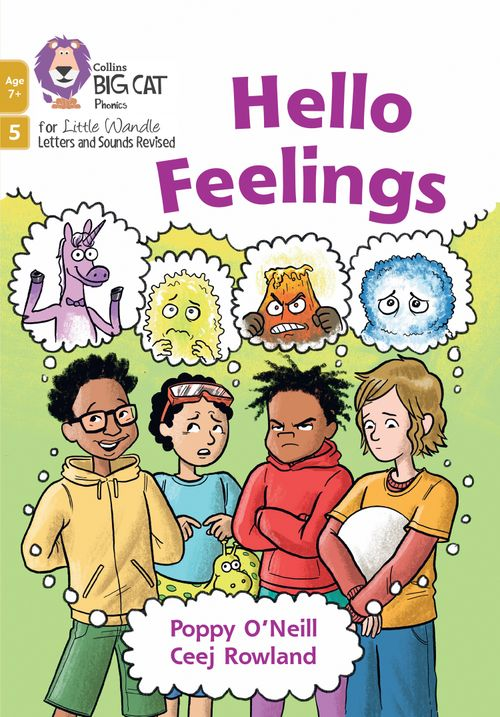 Age
7+
5
Collins
BIG CAT
Phonics
for Little Wandle
Letters and Sounds Revised
Hello
Feelings
Poppy O'Neill
Ceej Rowland